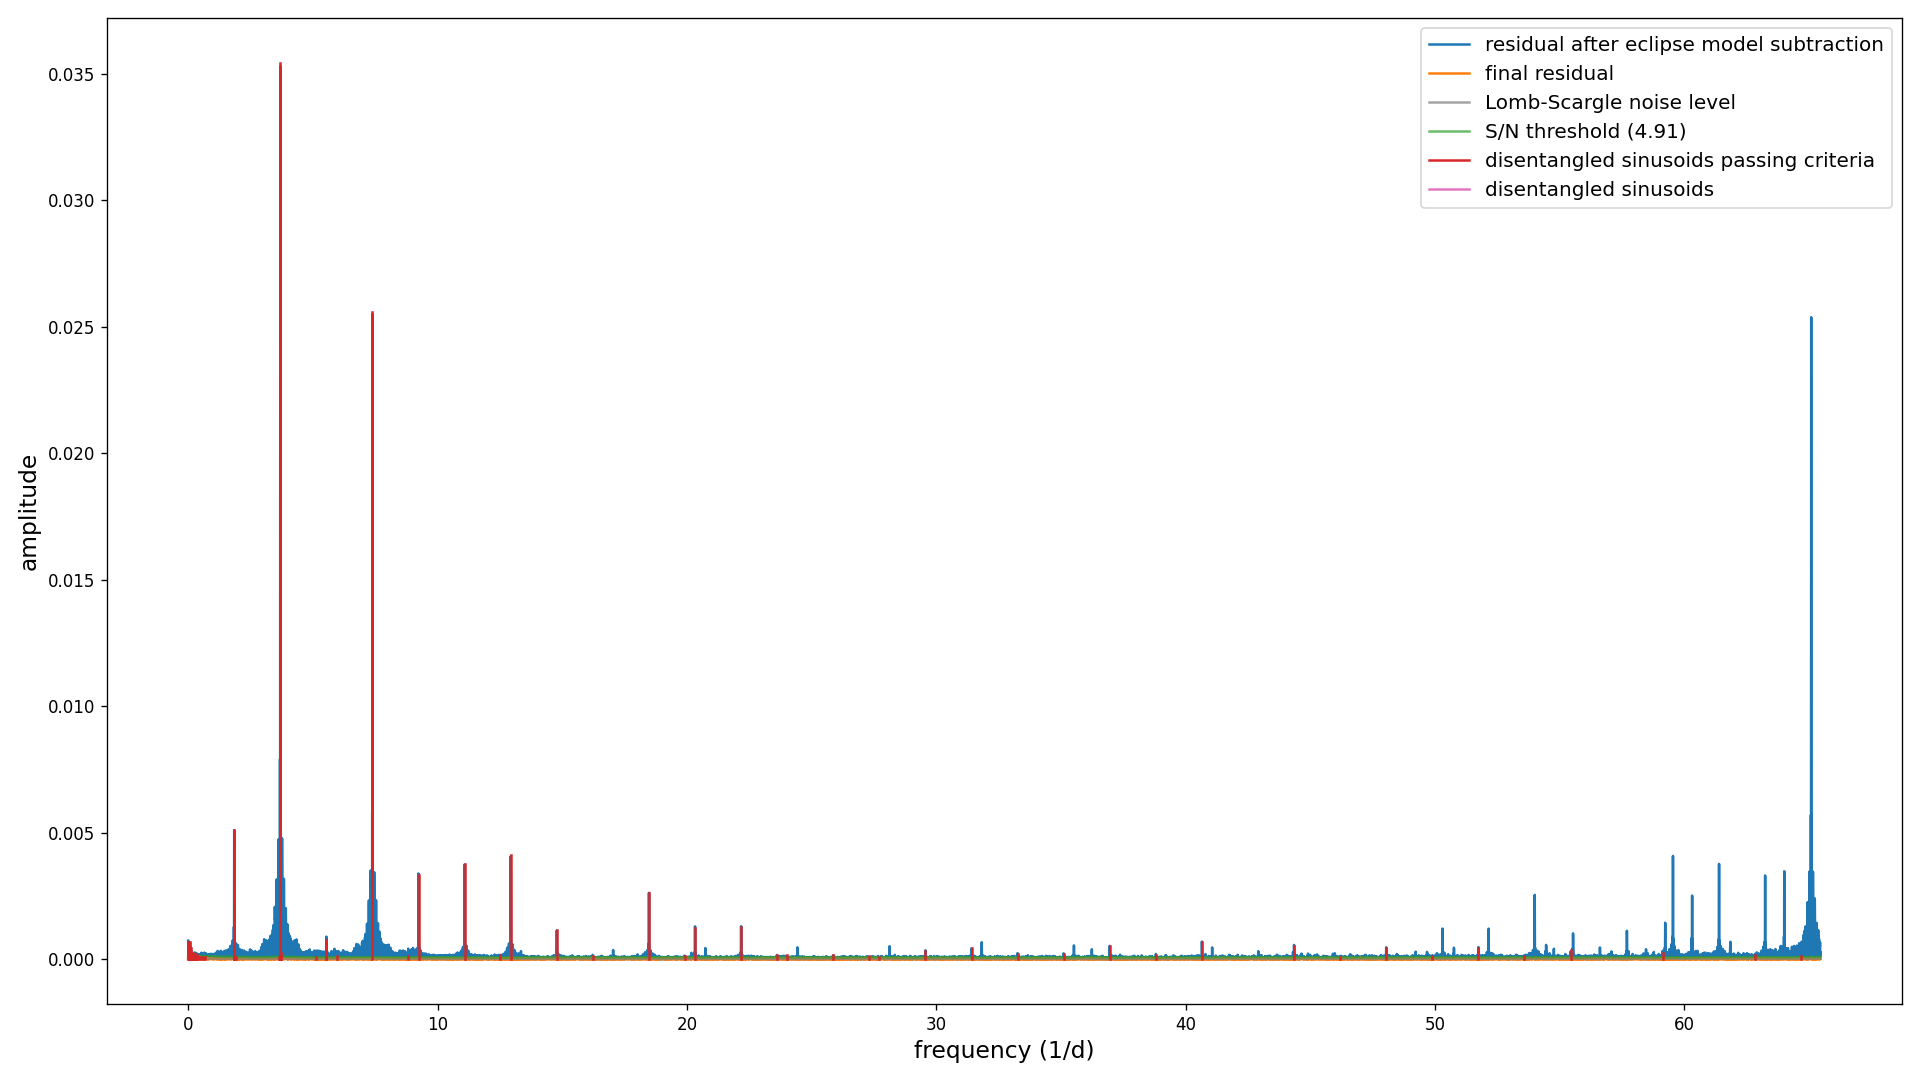 residual after eclipse model subtraction
final residual
Lomb-Scargle noise level
S/N threshold (4.91)
disentangled sinusoids passing criteria
disentangled sinusoids
amplitude
0.035
0.030
0.025
0.020
0.015
0.010
0.005
0.000
0 10 20 30 40 50 60
frequency (1/d)